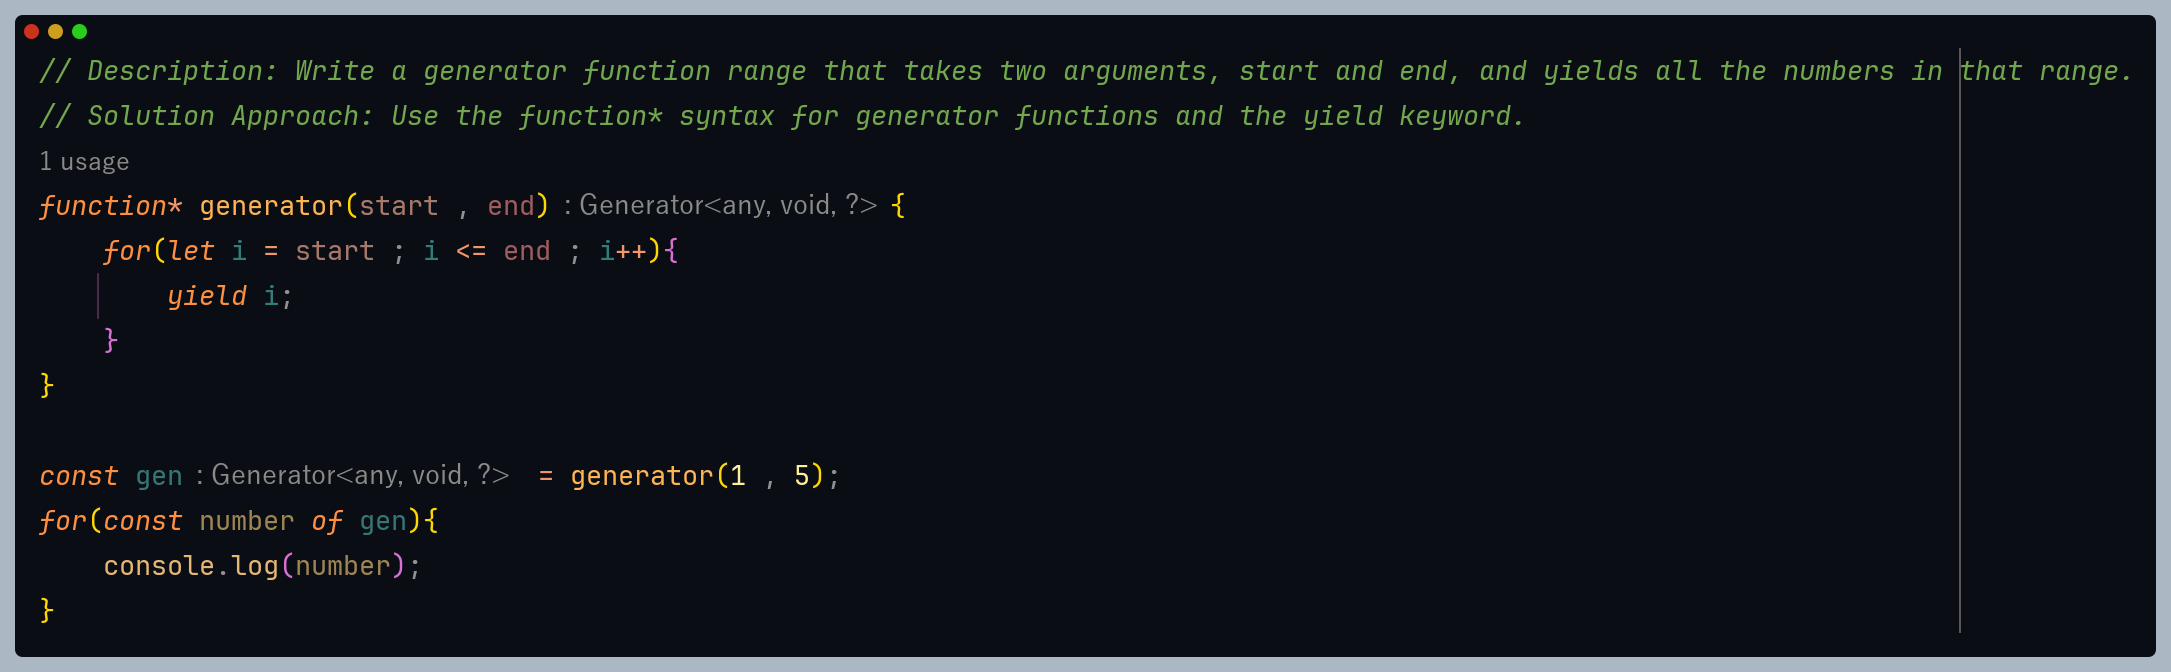 // Description: Write a generator function range that takes two arguments, start and end, and yields all the numbers in that range.
// Solution Approach: Use the function* syntax for generator functions and the yield keyword.
1 usage
function* generator(start , end) : Generator<any, void, ?> {
    for(let i = start ; i <= end ; i++){
        yield i;
    }
}

const gen : Generator<any, void, ?> = generator(1 , 5);
for(const number of gen){
    console.log(number);
}